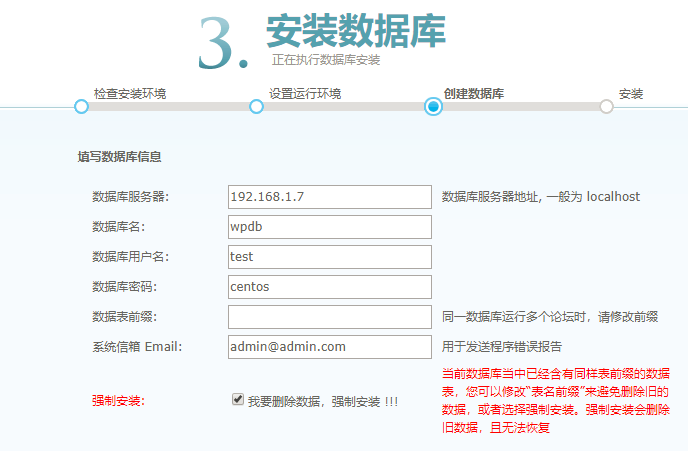 3. 安装数据库
正在执行数据库安装
检查安装环境 设置运行环境 创建数据库 安装
填写数据库信息
数据库服务器: 192.168.1.7 数据库服务器地址, 一般为 localhost
数据库名: wpdb
数据库用户名: test
数据库密码: centos
数据表前缀: 同一数据库运行多个论坛时，请修改前缀
系统信箱 Email: admin@admin.com 用于发送程序错误报告
当前数据库当中已经含有同样表前缀的数据
表，您可以修改“表名前缀”来避免删除旧的
强制安装: 我要删除数据，强制安装 !!! 数据，或者选择强制安装。强制安装会删除
旧数据，且无法恢复